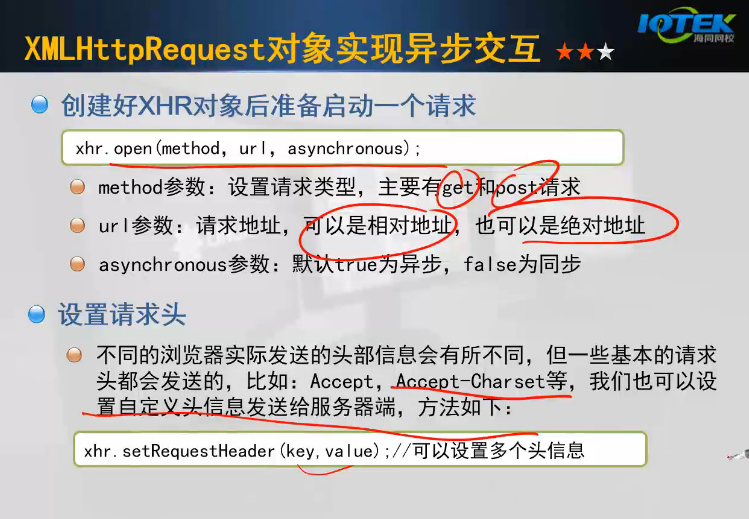 XMLHttpRequest对象实现异步交互
IOTEK
海同网校
创建好XHR对象后准备启动一个请求
xhr.open(method, url, asynchronous);
method参数：设置请求类型，主要有get和post请求
url参数：请求地址，可以是相对地址，也可以是绝对地址
asynchronous参数：默认true为异步，false为同步
设置请求头
不同的浏览器实际发送的头部信息会有所不同，但一些基本的请求
头都会发送的，比如：Accept，Accept-Charset等，我们也可以设
置自定义头信息发送给服务器端，方法如下：
xhr.setRequestHeader(key,value);//可以设置多个头信息